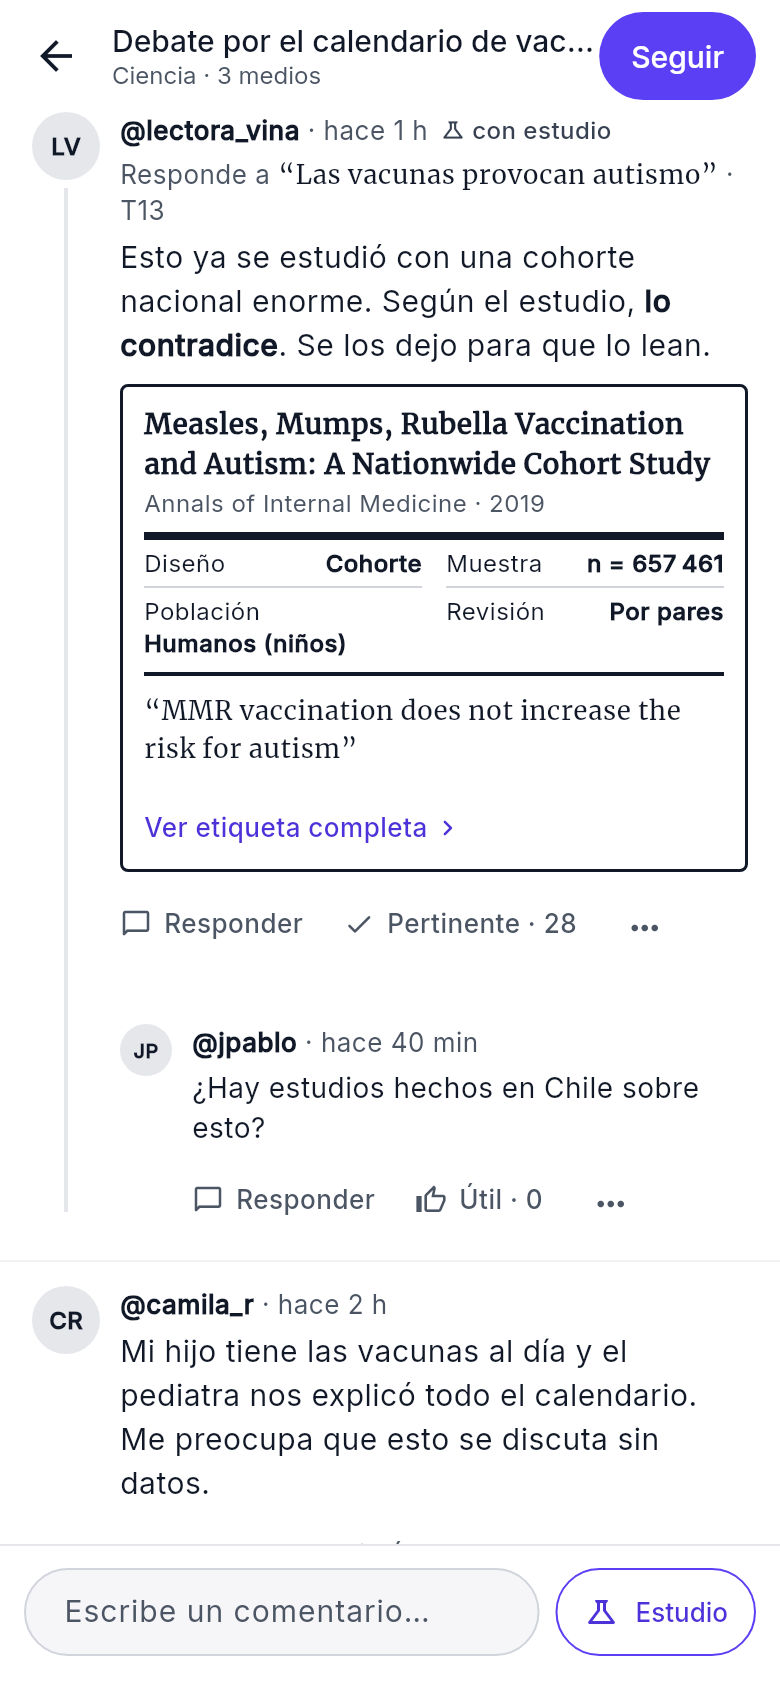 Debate por el calendario de vac...
Ciencia · 3 medios
Seguir
LV
@lectora_vina · hace 1 h con estudio
Responde a “Las vacunas provocan autismo” ·
T13
Esto ya se estudió con una cohorte
nacional enorme. Según el estudio, lo
contradice. Se los dejo para que lo lean.
Measles, Mumps, Rubella Vaccination
and Autism: A Nationwide Cohort Study
Annals of Internal Medicine · 2019
Diseño Cohorte Muestra n = 657 461
Población Revisión Por pares
Humanos (niños)
“MMR vaccination does not increase the
risk for autism”
Ver etiqueta completa
Responder Pertinente · 28
JP
@jpablo · hace 40 min
¿Hay estudios hechos en Chile sobre
esto?
Responder Útil · 0
CR
@camila_r · hace 2 h
Mi hijo tiene las vacunas al día y el
pediatra nos explicó todo el calendario.
Me preocupa que esto se discuta sin
datos.
Escribe un comentario...
Estudio